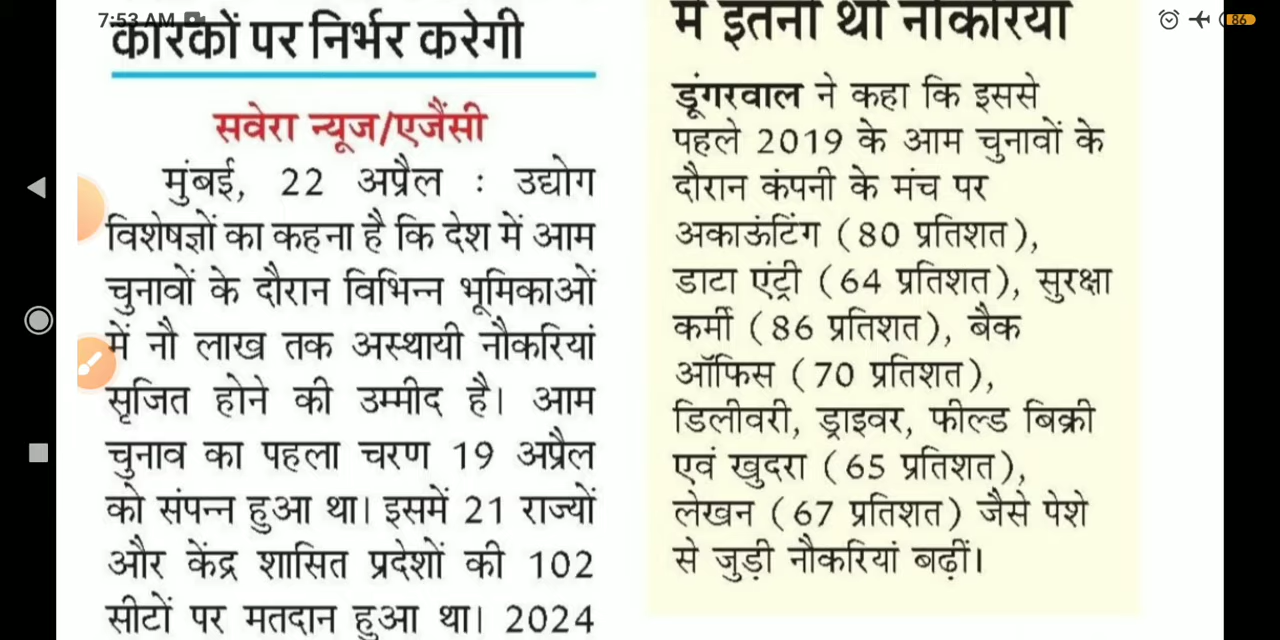 7:53 AM
86
कारकों पर निर्भर करेगी
सवेरा न्यूज/एजैंसी
मुंबई, 22 अप्रैल : उद्योग
विशेषज्ञों का कहना है कि देश में आम
चुनावों के दौरान विभिन्न भूमिकाओं
में नौ लाख तक अस्थायी नौकरियां
सृजित होने की उम्मीद है। आम
चुनाव का पहला चरण 19 अप्रैल
को संपन्न हुआ था। इसमें 21 राज्यों
और केंद्र शासित प्रदेशों की 102
सीटों पर मतदान हुआ था। 2024
में इतनी थी नौकरियां
डूंगरवाल ने कहा कि इससे
पहले 2019 के आम चुनावों के
दौरान कंपनी के मंच पर
अकाऊंटिंग (80 प्रतिशत),
डाटा एंट्री (64 प्रतिशत), सुरक्षा
कर्मी (86 प्रतिशत), बैक
ऑफिस (70 प्रतिशत),
डिलीवरी, ड्राइवर, फील्ड बिक्री
एवं खुदरा (65 प्रतिशत),
लेखन (67 प्रतिशत) जैसे पेशे
से जुड़ी नौकरियां बढ़ीं।